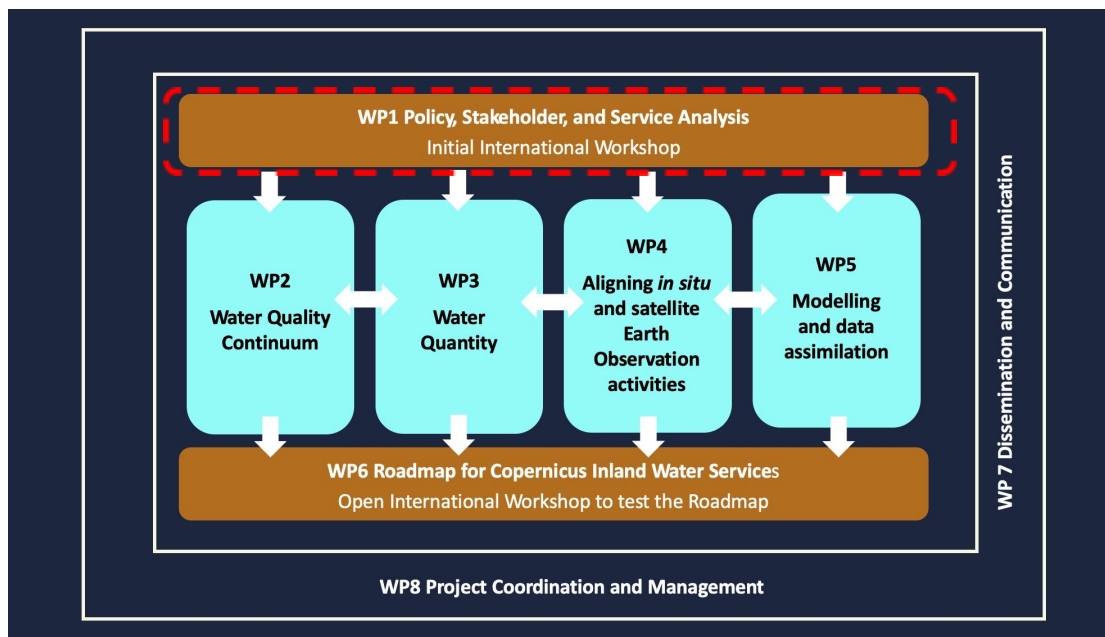 WP1 Policy, Stakeholder, and Service Analysis
Initial International Workshop
WP2
Water Quality
Continuum
WP3
Water
Quantity
WP4
Aligning in situ
and satellite
Earth
Observation
activities
WP5
Modelling
and data
assimilation
WP6 Roadmap for Copernicus Inland Water Services
Open International Workshop to test the Roadmap
WP 7 Dissemination and Communication
WP8 Project Coordination and Management